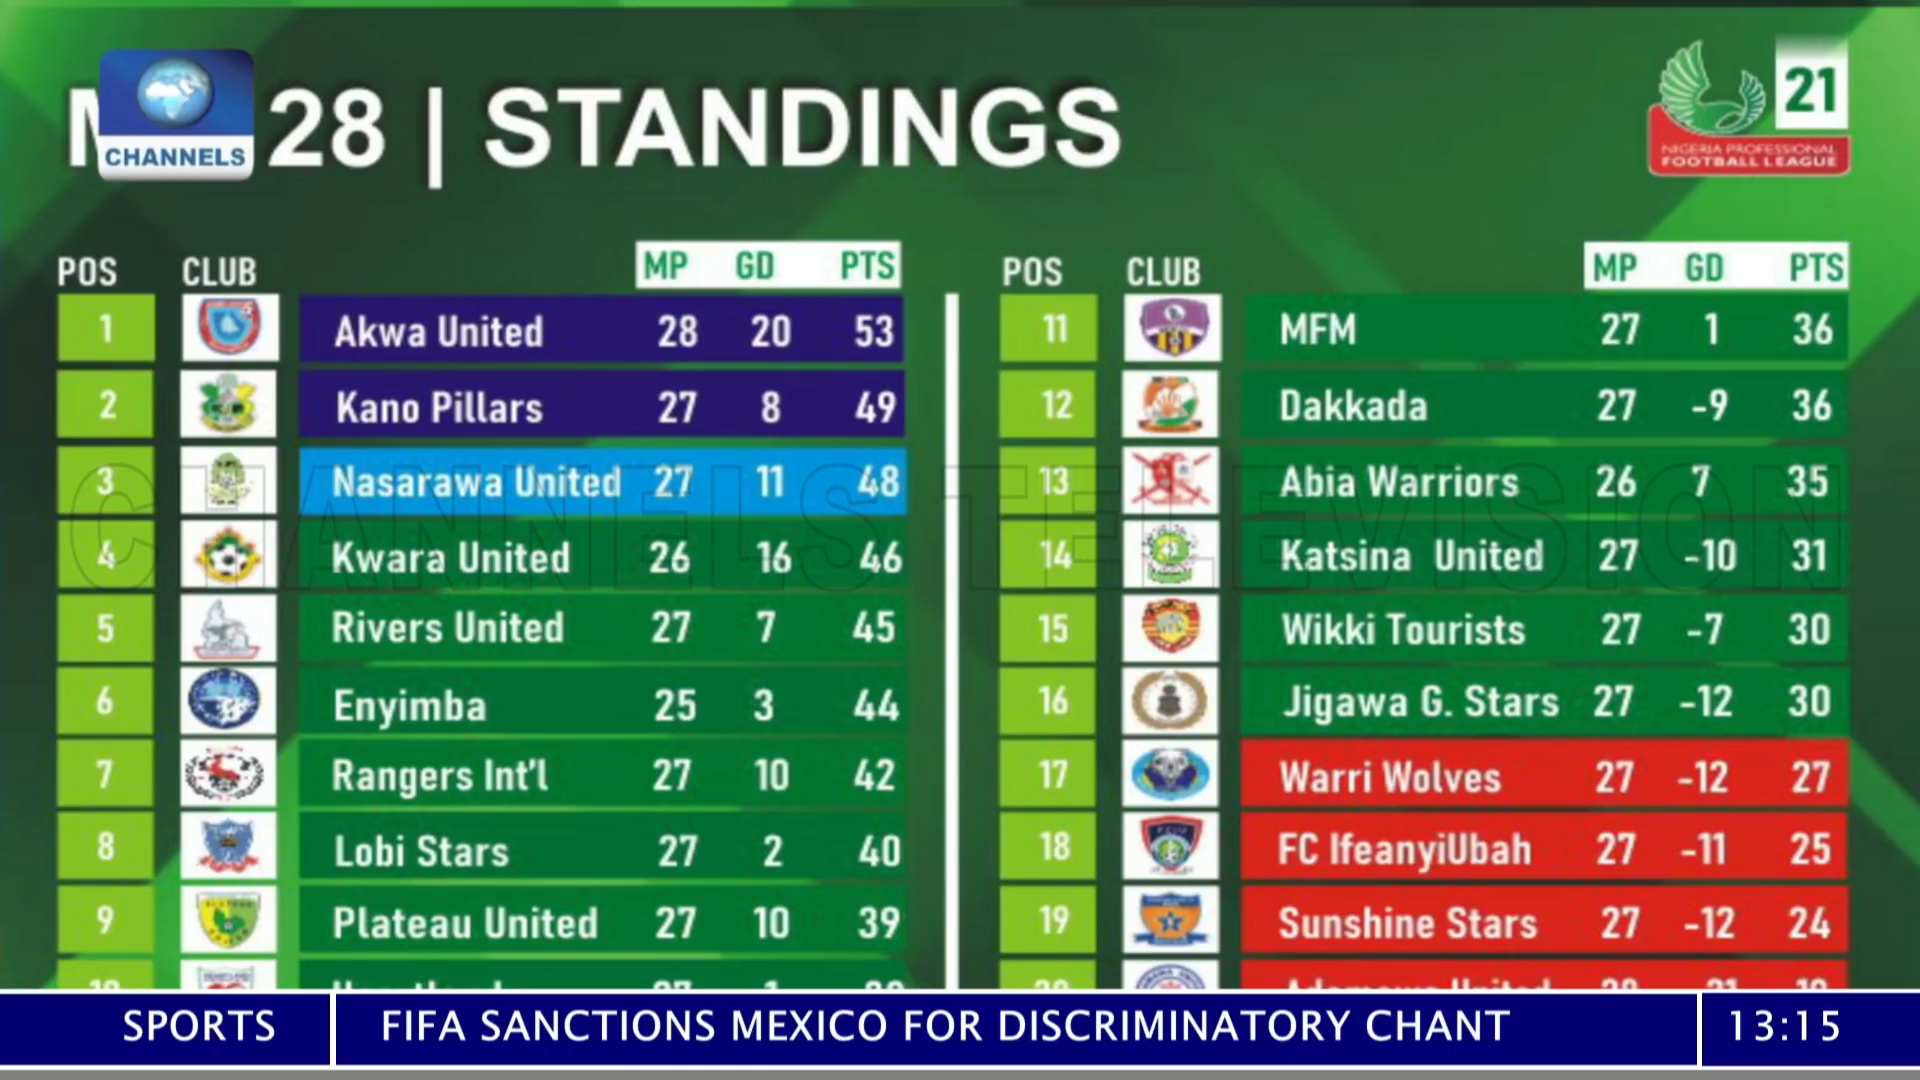 28 | STANDINGS
CHANNELS
21
NIGERIA PROFESSIONAL
FOOTBALL LEAGUE
POS CLUB MP GD PTS
1 Akwa United 28 20 53
2 Kano Pillars 27 8 49
3 Nasarawa United 27 11 48
4 Kwara United 26 16 46
5 Rivers United 27 7 45
6 Enyimba 25 3 44
7 Rangers Int'l 27 10 42
8 Lobi Stars 27 2 40
9 Plateau United 27 10 39
POS CLUB MP GD PTS
11 MFM 27 1 36
12 Dakkada 27 -9 36
13 Abia Warriors 26 7 35
14 Katsina United 27 -10 31
15 Wikki Tourists 27 -7 30
16 Jigawa G. Stars 27 -12 30
17 Warri Wolves 27 -12 27
18 FC IfeanyiUbah 27 -11 25
19 Sunshine Stars 27 -12 24
Adamawa United
CHANNELS TELEVISION
SPORTS FIFA SANCTIONS MEXICO FOR DISCRIMINATORY CHANT 13:15